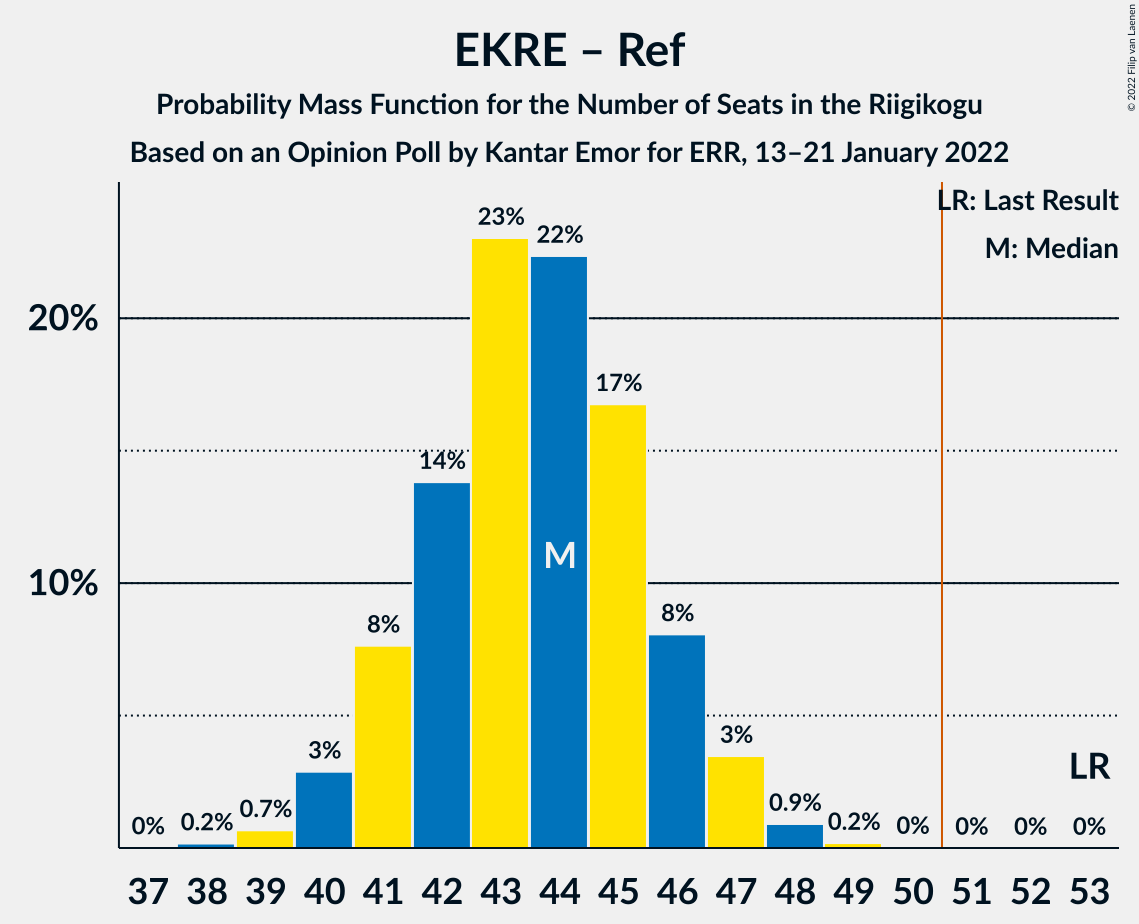 EKRE – Ref
Probability Mass Function for the Number of Seats in the Riigikogu
Based on an Opinion Poll by Kantar Emor for ERR, 13–21 January 2022
© 2022 Filip van Laenen
LR: Last Result
M: Median
20%
10%
0%
0.2%
0.7%
3%
8%
14%
23%
22%
17%
8%
3%
0.9%
0.2%
0%
0%
0%
0%
M
LR
37 38 39 40 41 42 43 44 45 46 47 48 49 50 51 52 53